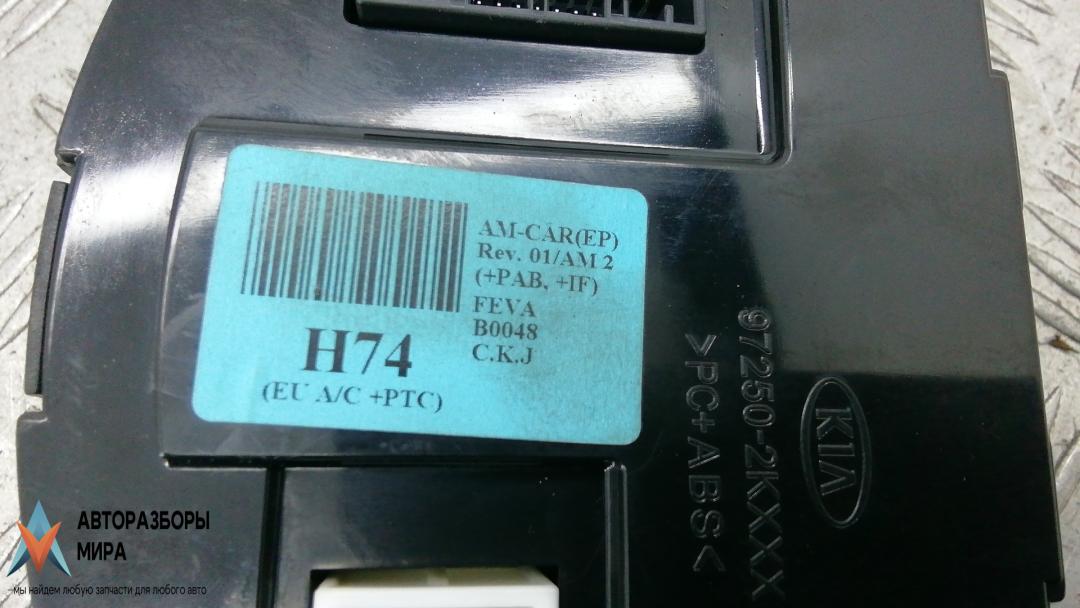 AM-CAR(EP)
Rev. 01/AM 2
(+PAB, +IF)
FEVA
B0048
C.K.J
H74
(EU A/C +PTC)
97250-2KXXXX
>PC+ABS<
KIA
АВТОРАЗБОРЫ
МИРА
мы найдем любую запчасти для любого авто